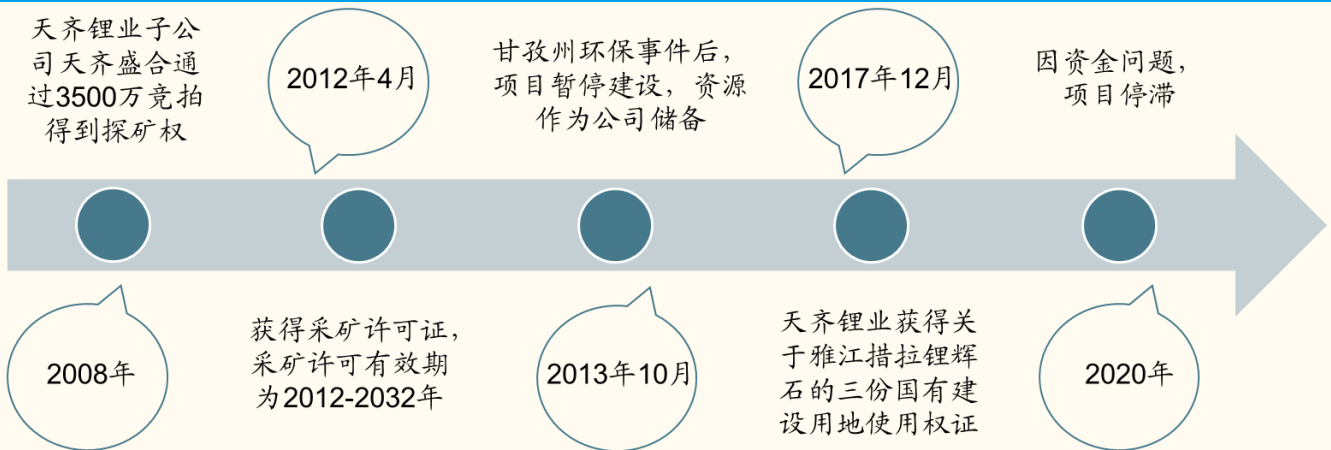 天齐锂业子公
司天齐盛合通
过3500万竞拍
得到探矿权
2008年
2012年4月
获得采矿许可证，
采矿许可有效期
为2012-2032年
甘孜州环保事件后，
项目暂停建设，资源
作为公司储备
2013年10月
2017年12月
天齐锂业获得关
于雅江措拉锂辉
石的三份国有建
设用地使用权证
因资金问题，
项目停滞
2020年